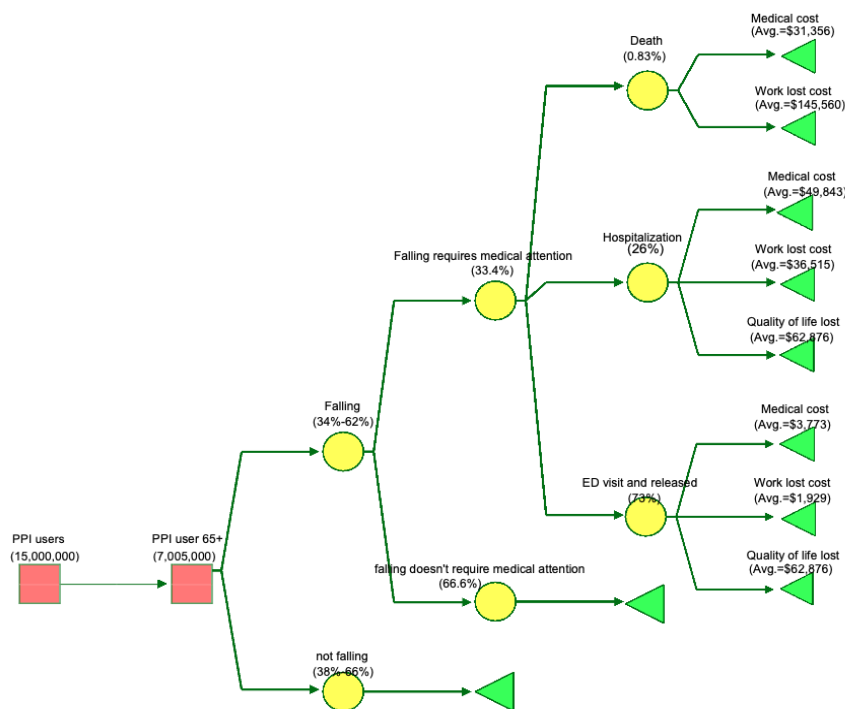 Medical cost
(Avg.=$31,356)
Death
(0.83%)
Work lost cost
(Avg.=$145,560)
Medical cost
(Avg.=$49,843)
Hospitalization
(26%)
Falling requires medical attention
(33.4%)
Work lost cost
(Avg.=$36,515)
Quality of life lost
(Avg.=$62,876)
Falling
(34%-62%)
Medical cost
(Avg.=$3,773)
ED visit and released
(73%)
Work lost cost
(Avg.=$1,929)
PPI users
(15,000,000)
PPI user 65+
(7,005,000)
Quality of life lost
(Avg.=$62,876)
falling doesn't require medical attention
(66.6%)
not falling
(38%-66%)